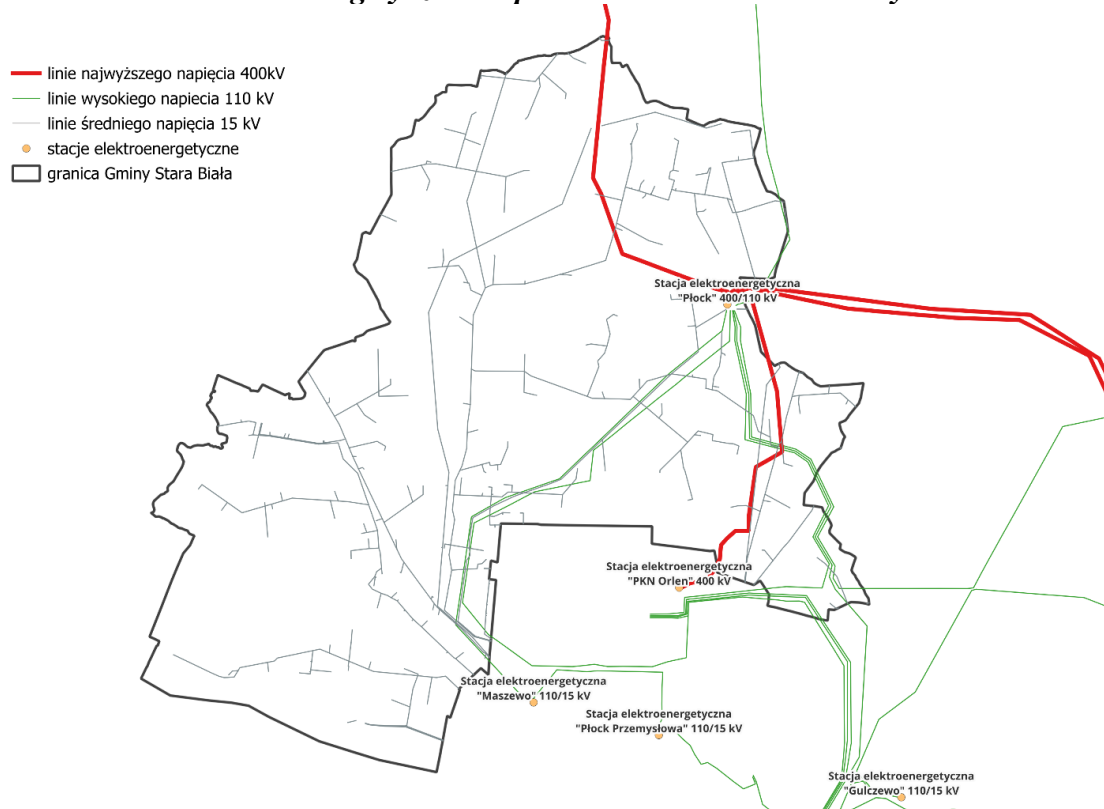 linie najwyższego napięcia 400kV
linie wysokiego napiecia 110 kV
linie średniego napięcia 15 kV
stacje elektroenergetyczne
granica Gminy Stara Biała
Stacja elektroenergetyczna
"Płock" 400/110 kV
Stacja elektroenergetyczna
"PKN Orlen" 400 kV
Stacja elektroenergetyczna
"Maszewo" 110/15 kV
Stacja elektroenergetyczna
"Płock Przemysłowa" 110/15 kV
Stacja elektroenergetyczna
"Gulczewo" 110/15 kV